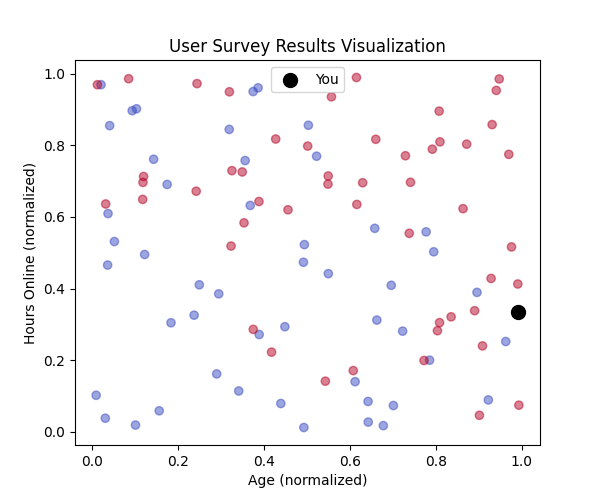 User Survey Results Visualization
You
1.0
0.8
0.6
0.4
0.2
0.0
Hours Online (normalized)
0.0 0.2 0.4 0.6 0.8 1.0
Age (normalized)